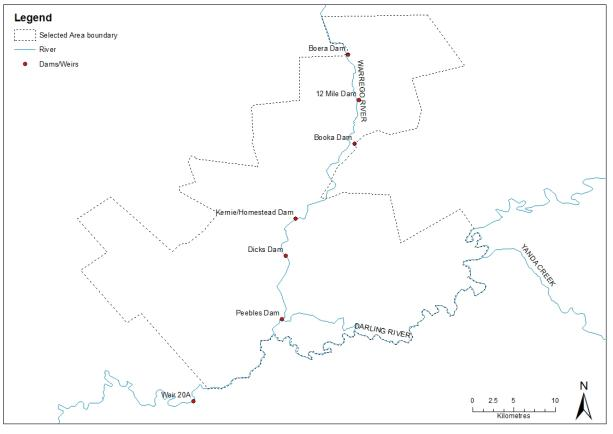 Legend
Selected Area boundary
River
Dams/Weirs
Boera Dam
WARREGO RIVER
12 Mile Dam
Booka Dam
Kernie/Homestead Dam
Dicks Dam
YANDA CREEK
Peebles Dam
DARLING RIVER
Weir 20A
N
0 2.5 5 10
Kilometres